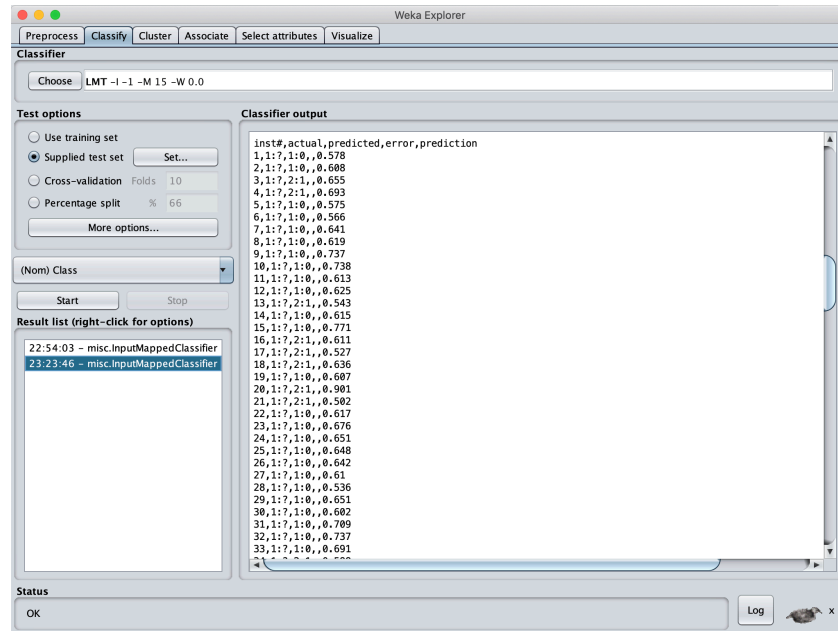 Weka Explorer
Preprocess Classify Cluster Associate Select attributes Visualize
Classifier
Choose LMT -I -1 -M 15 -W 0.0
Test options
Use training set
Supplied test set Set...
Cross-validation Folds 10
Percentage split % 66
More options...
(Nom) Class
Start Stop
Result list (right-click for options)
22:54:03 - misc.InputMappedClassifier
23:23:46 - misc.InputMappedClassifier
Classifier output
inst#,actual,predicted,error,prediction
1,1:?,1:0,,0.578
2,1:?,1:0,,0.608
3,1:?,2:1,,0.655
4,1:?,2:1,,0.693
5,1:?,1:0,,0.575
6,1:?,1:0,,0.566
7,1:?,1:0,,0.641
8,1:?,1:0,,0.619
9,1:?,1:0,,0.737
10,1:?,1:0,,0.738
11,1:?,1:0,,0.613
12,1:?,1:0,,0.625
13,1:?,2:1,,0.543
14,1:?,1:0,,0.615
15,1:?,1:0,,0.771
16,1:?,2:1,,0.611
17,1:?,2:1,,0.527
18,1:?,2:1,,0.636
19,1:?,1:0,,0.607
20,1:?,2:1,,0.901
21,1:?,2:1,,0.502
22,1:?,1:0,,0.617
23,1:?,1:0,,0.676
24,1:?,1:0,,0.651
25,1:?,1:0,,0.648
26,1:?,1:0,,0.642
27,1:?,1:0,,0.61
28,1:?,1:0,,0.536
29,1:?,1:0,,0.651
30,1:?,1:0,,0.602
31,1:?,1:0,,0.709
32,1:?,1:0,,0.737
33,1:?,1:0,,0.691
Status
OK
Log
x